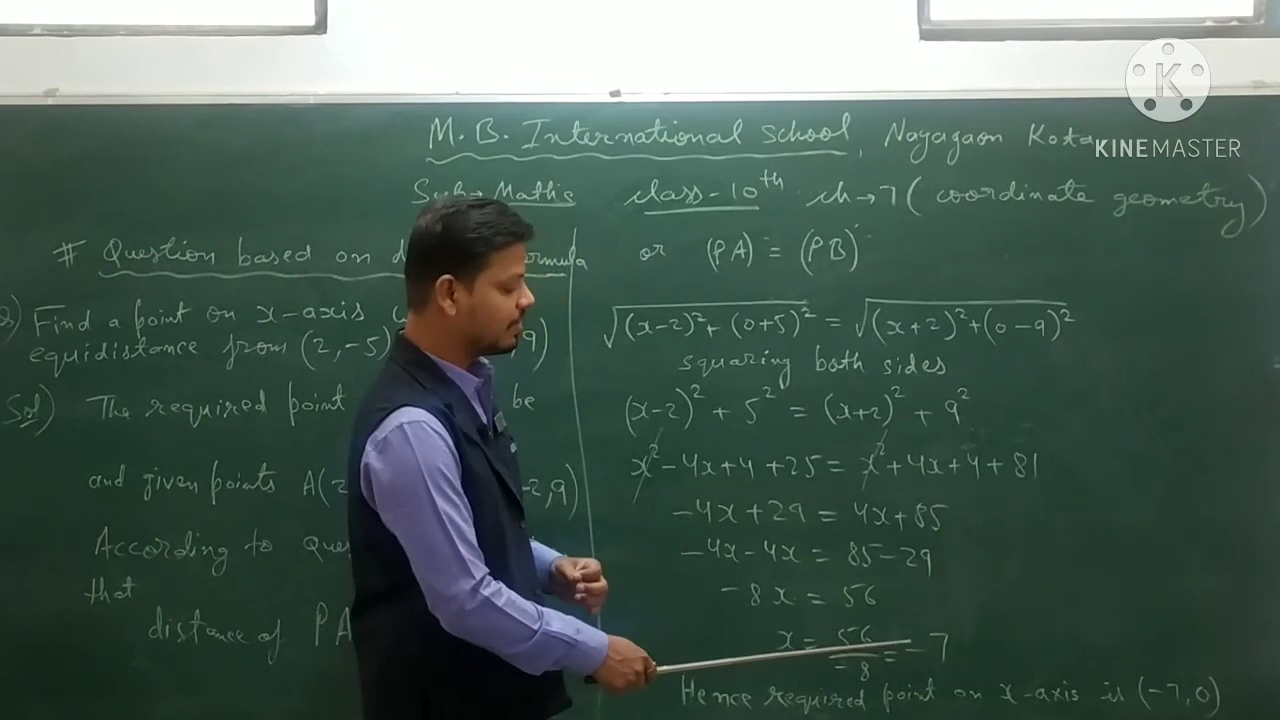 K
KINEMASTER
M. B. International School, Nayagaon Kota
Sub→ Maths class-10th ch→7 (coordinate geometry)
# Question based on
Find a point on x-axis
equidistance from (2,-5) 9)
Sol) The required point be
and given points A(2 -2,9)
According to
that
distance of PA
or (PA) = (PB)
√(x-2)²+(0+5)² = √(x+2)²+(0-9)²
squaring both sides
(x-2)² + 5² = (x+2)² + 9²
x²-4x+4+25 = x²+4x+4+81
-4x+29 = 4x+85
-4x-4x = 85-29
-8x = 56
x = 56/-8 = -7
Hence required point on x-axis is (-7,0)